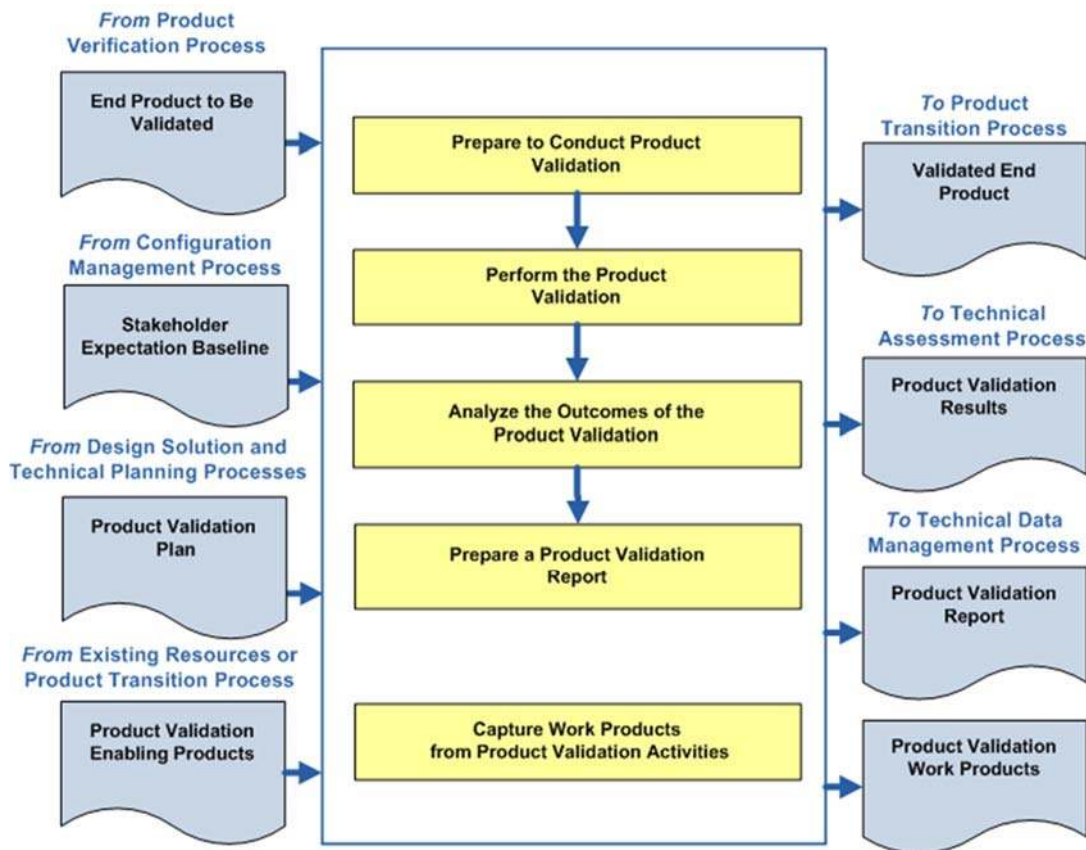 From Product
Verification Process
End Product to Be
Validated
From Configuration
Management Process
Stakeholder
Expectation Baseline
From Design Solution and
Technical Planning Processes
Product Validation
Plan
From Existing Resources or
Product Transition Process
Product Validation
Enabling Products
Prepare to Conduct Product
Validation
Perform the Product
Validation
Analyze the Outcomes of the
Product Validation
Prepare a Product Validation
Report
Capture Work Products
from Product Validation Activities
To Product
Transition Process
Validated End
Product
To Technical
Assessment Process
Product Validation
Results
To Technical Data
Management Process
Product Validation
Report
Product Validation
Work Products